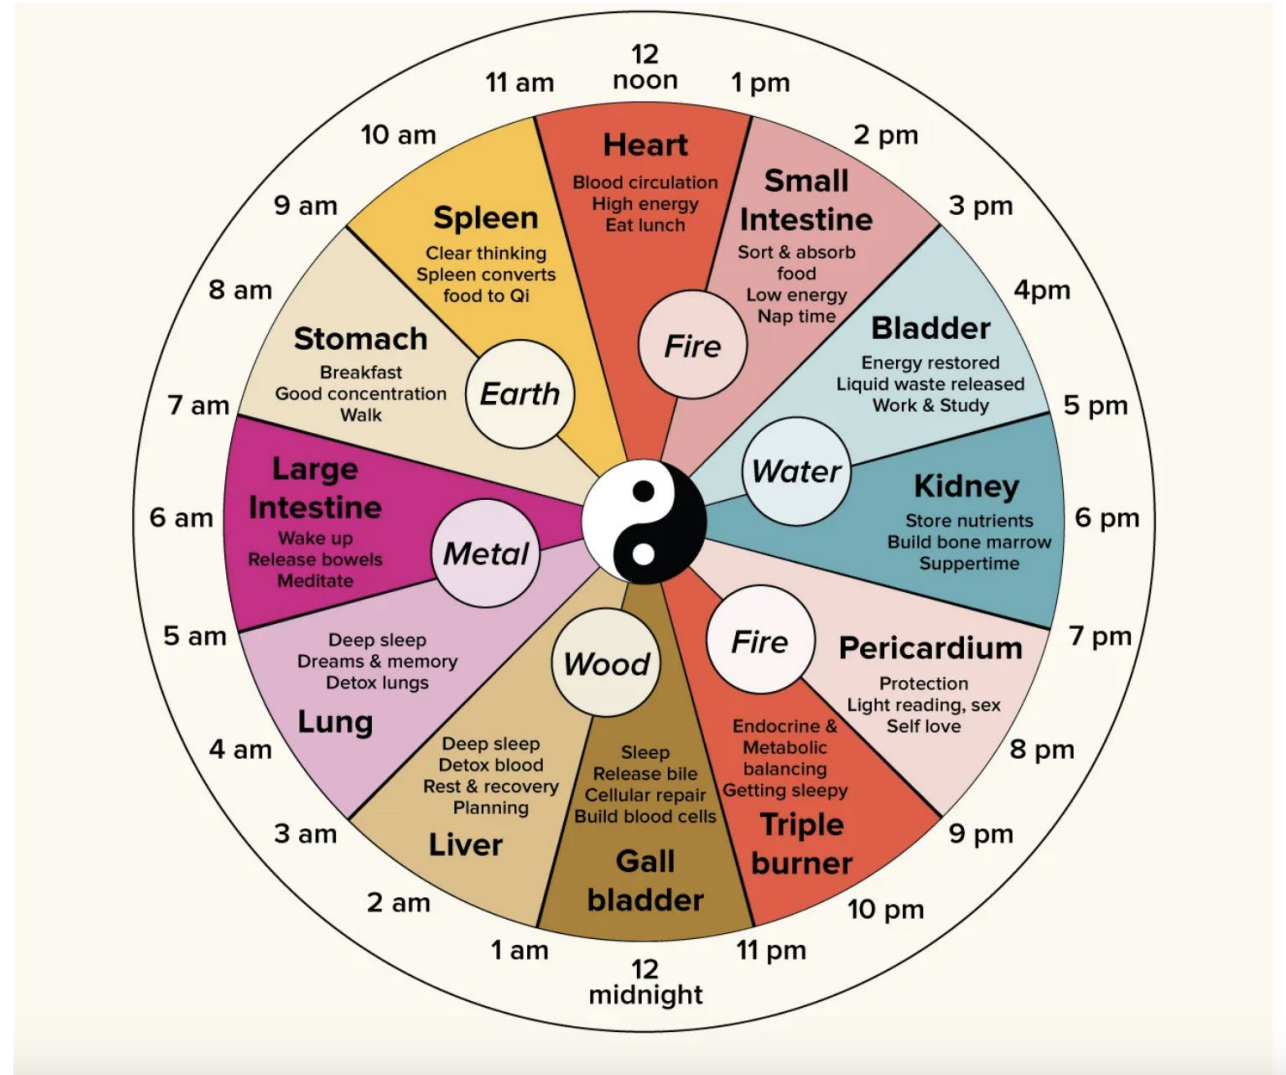 12
noon
1 pm
2 pm
3 pm
4pm
5 pm
6 pm
7 pm
8 pm
9 pm
10 pm
11 pm
12
midnight
1 am
2 am
3 am
4 am
5 am
6 am
7 am
8 am
9 am
10 am
11 am
Heart
Blood circulation
High energy
Eat lunch
Small
Intestine
Sort & absorb
food
Low energy
Nap time
Fire
Bladder
Energy restored
Liquid waste released
Work & Study
Water
Kidney
Store nutrients
Build bone marrow
Suppertime
Pericardium
Protection
Light reading, sex
Self love
Fire
Endocrine &
Metabolic
balancing
Getting sleepy
Triple
burner
Sleep
Release bile
Cellular repair
Build blood cells
Gall
bladder
Wood
Deep sleep
Detox blood
Rest & recovery
Planning
Liver
Deep sleep
Dreams & memory
Detox lungs
Lung
Metal
Large
Intestine
Wake up
Release bowels
Meditate
Stomach
Breakfast
Good concentration
Walk
Earth
Spleen
Clear thinking
Spleen converts
food to Qi